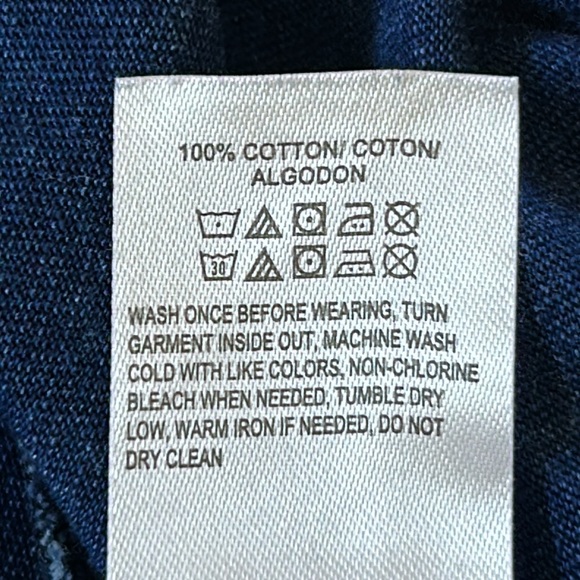 100% COTTON/ COTON/
ALGODON
30
WASH ONCE BEFORE WEARING, TURN
GARMENT INSIDE OUT, MACHINE WASH
COLD WITH LIKE COLORS, NON-CHLORINE
BLEACH WHEN NEEDED, TUMBLE DRY
LOW, WARM IRON IF NEEDED, DO NOT
DRY CLEAN